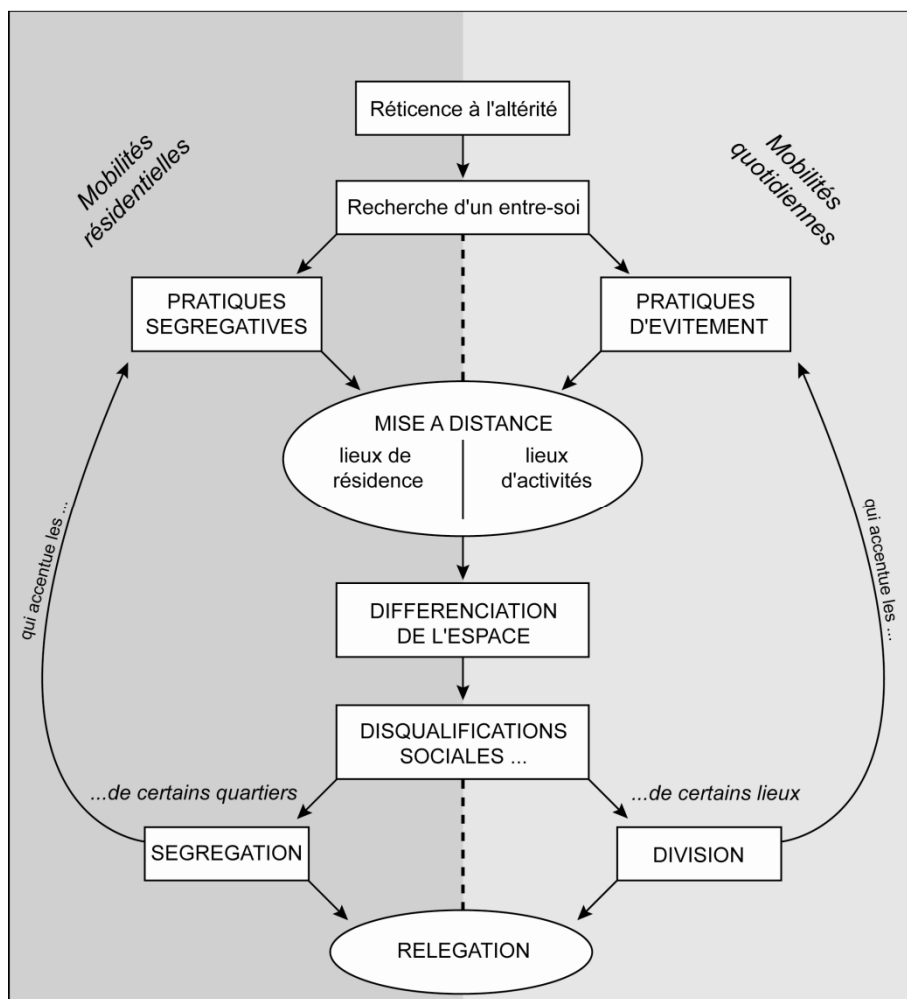 Réticence à l'altérité
Mobilités
résidentielles
Mobilités
quotidiennes
Recherche d'un entre-soi
PRATIQUES
SEGREGATIVES
PRATIQUES
D'EVITEMENT
MISE A DISTANCE
lieux de
résidence
lieux
d'activités
qui accentue les ...
qui accentue les ...
DIFFERENCIATION
DE L'ESPACE
DISQUALIFICATIONS
SOCIALES ...
...de certains quartiers
...de certains lieux
SEGREGATION
DIVISION
RELEGATION